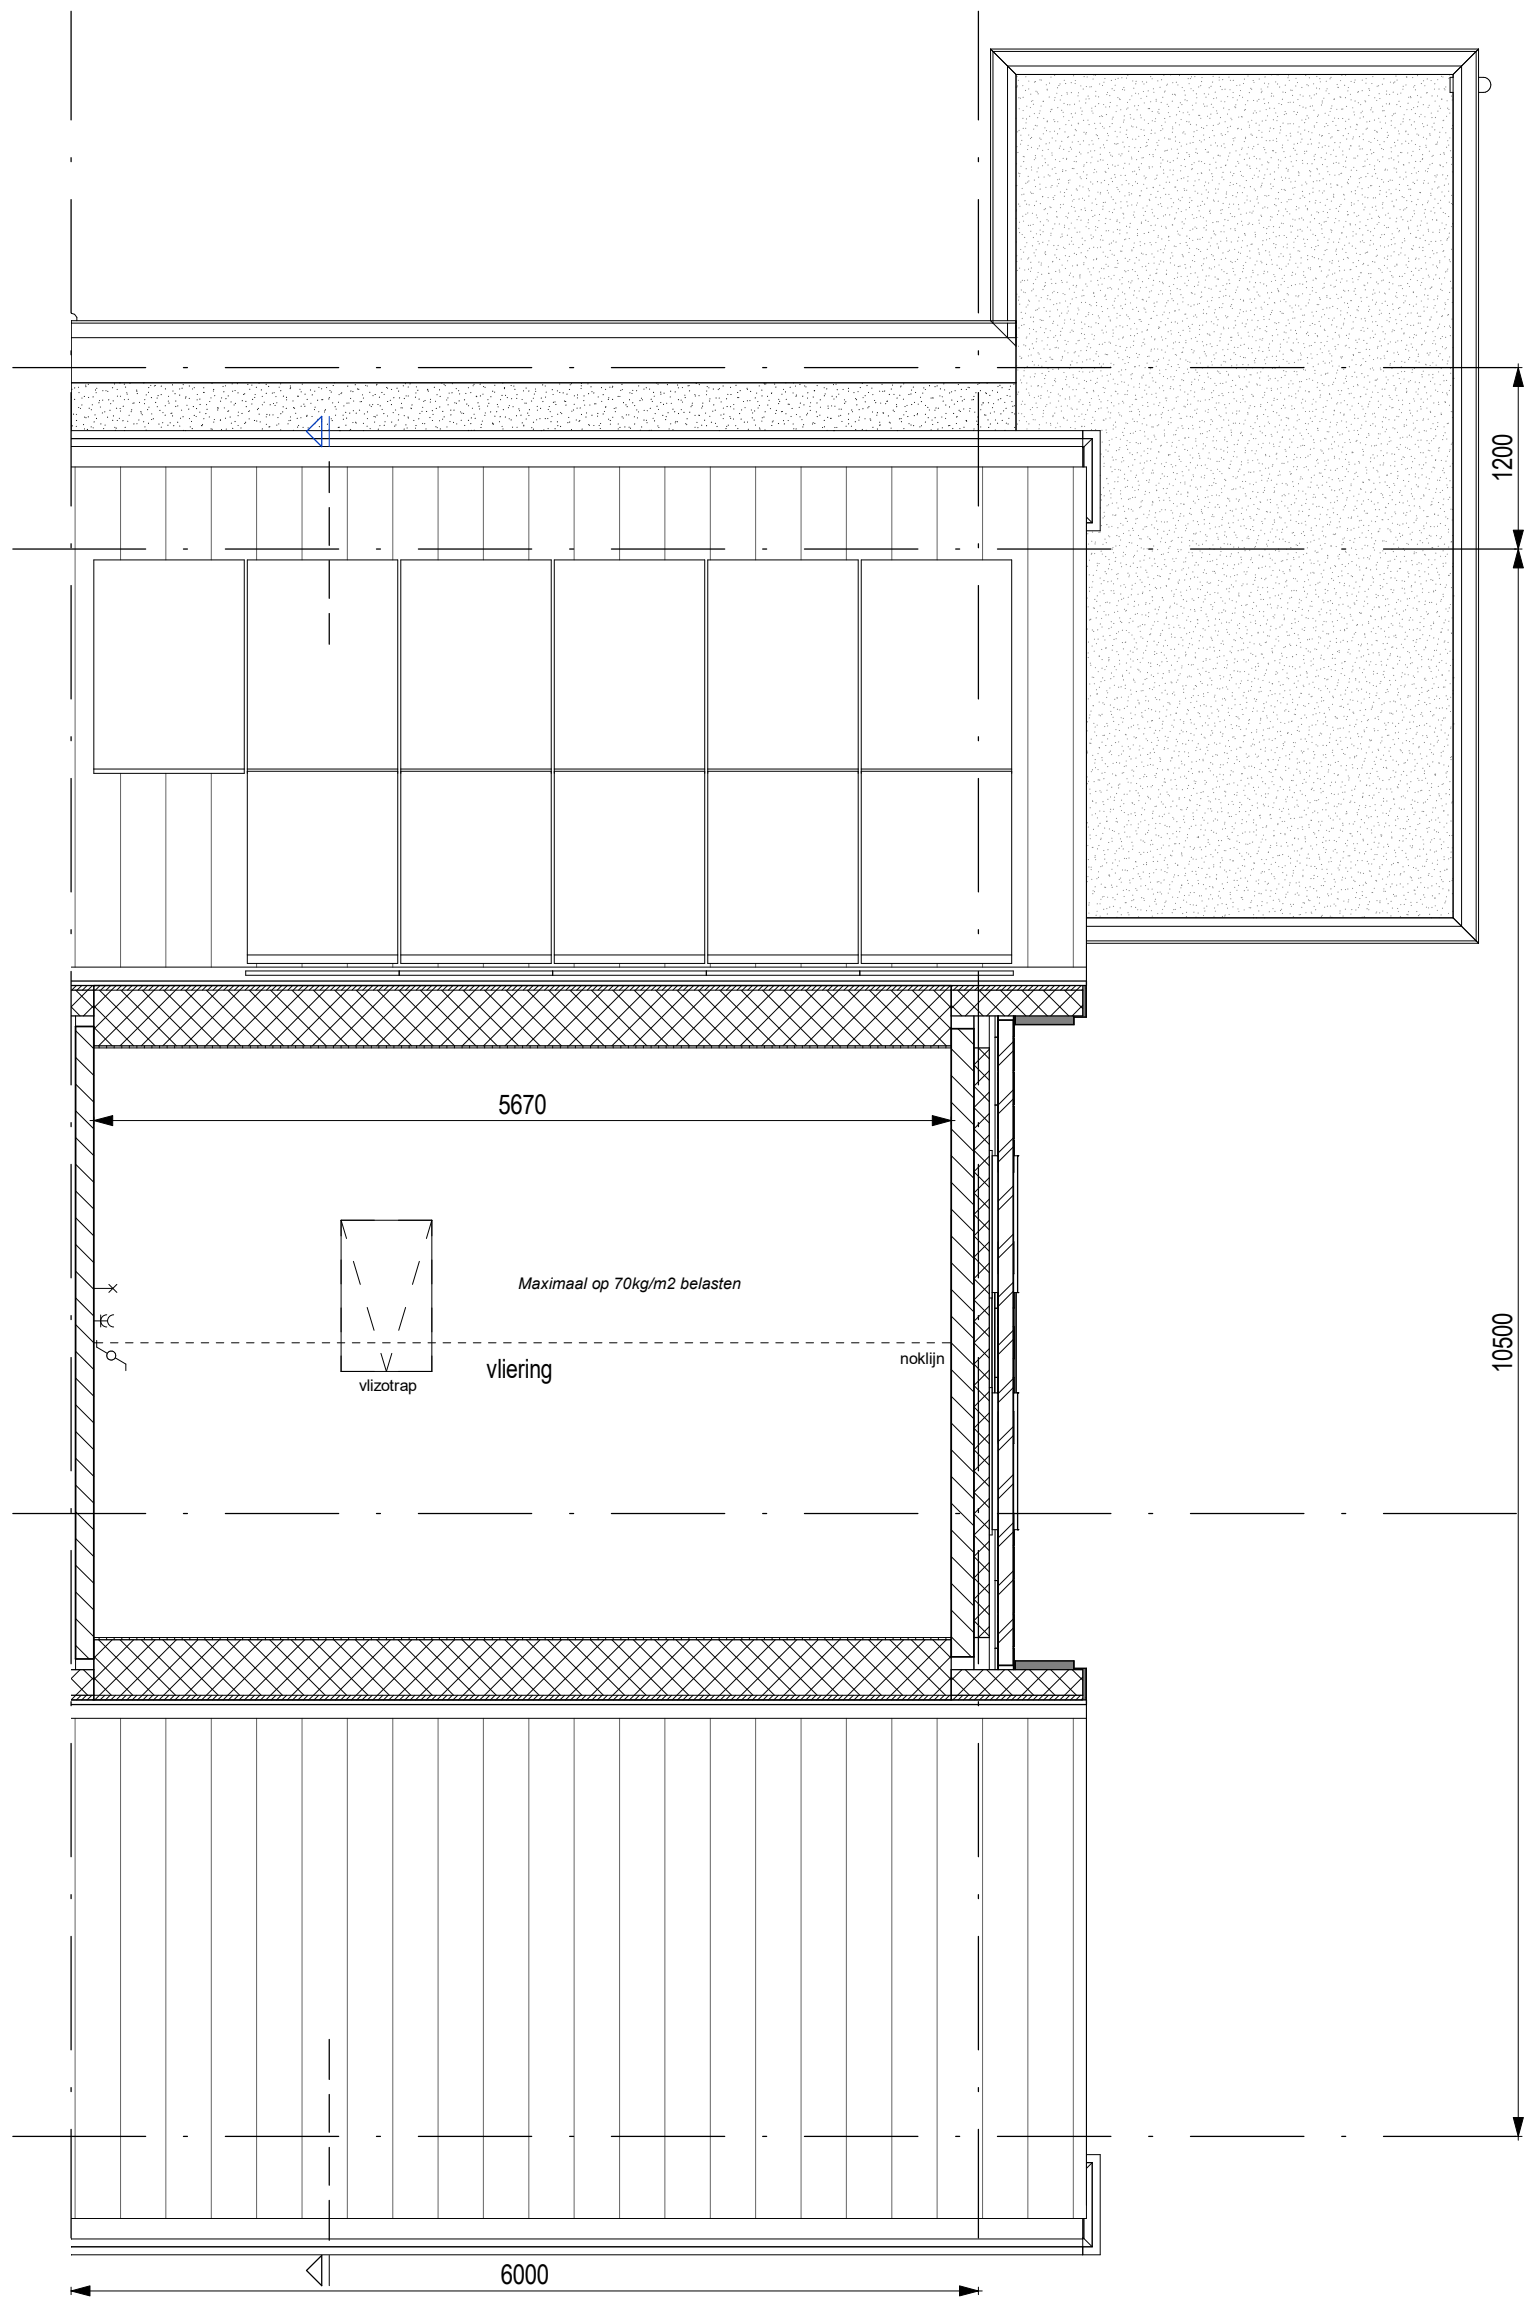 1200
5670
Maximaal op 70kg/m2 belasten
10500
noklijn
vliering
vlizotrap
6000